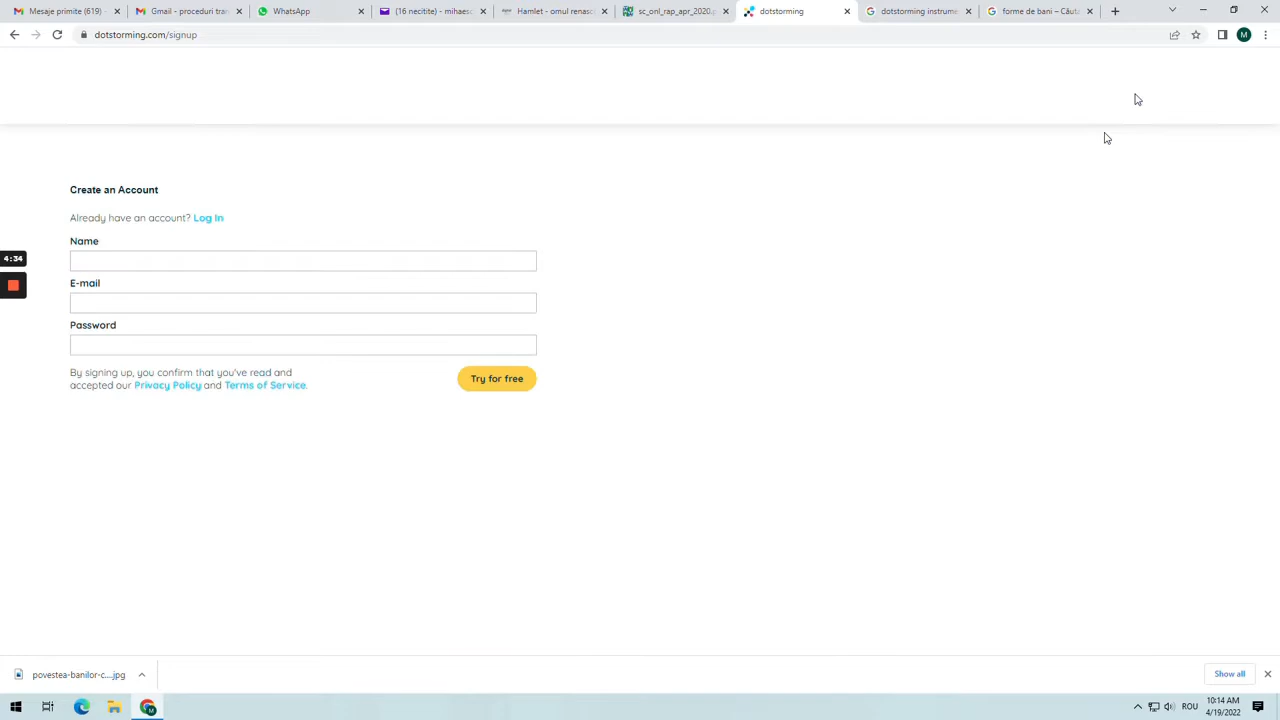 Mesaje primite (619) -
Gmail - proceduri tran
WhatsApp
(16 necitite) - mihaesc
Hamlet - omul renasc
sc_onl_rap_apr_2020.p
dotstorming
dotstorming instrume
forme de bani – Căuta
dotstorming.com/signup
M
Create an Account
Already have an account? Log In
Name
4:34
E-mail
Password
By signing up, you confirm that you've read and
accepted our Privacy Policy and Terms of Service.
Try for free
povestea-banilor-c....jpg
Show all
ROU
10:14 AM
4/19/2022